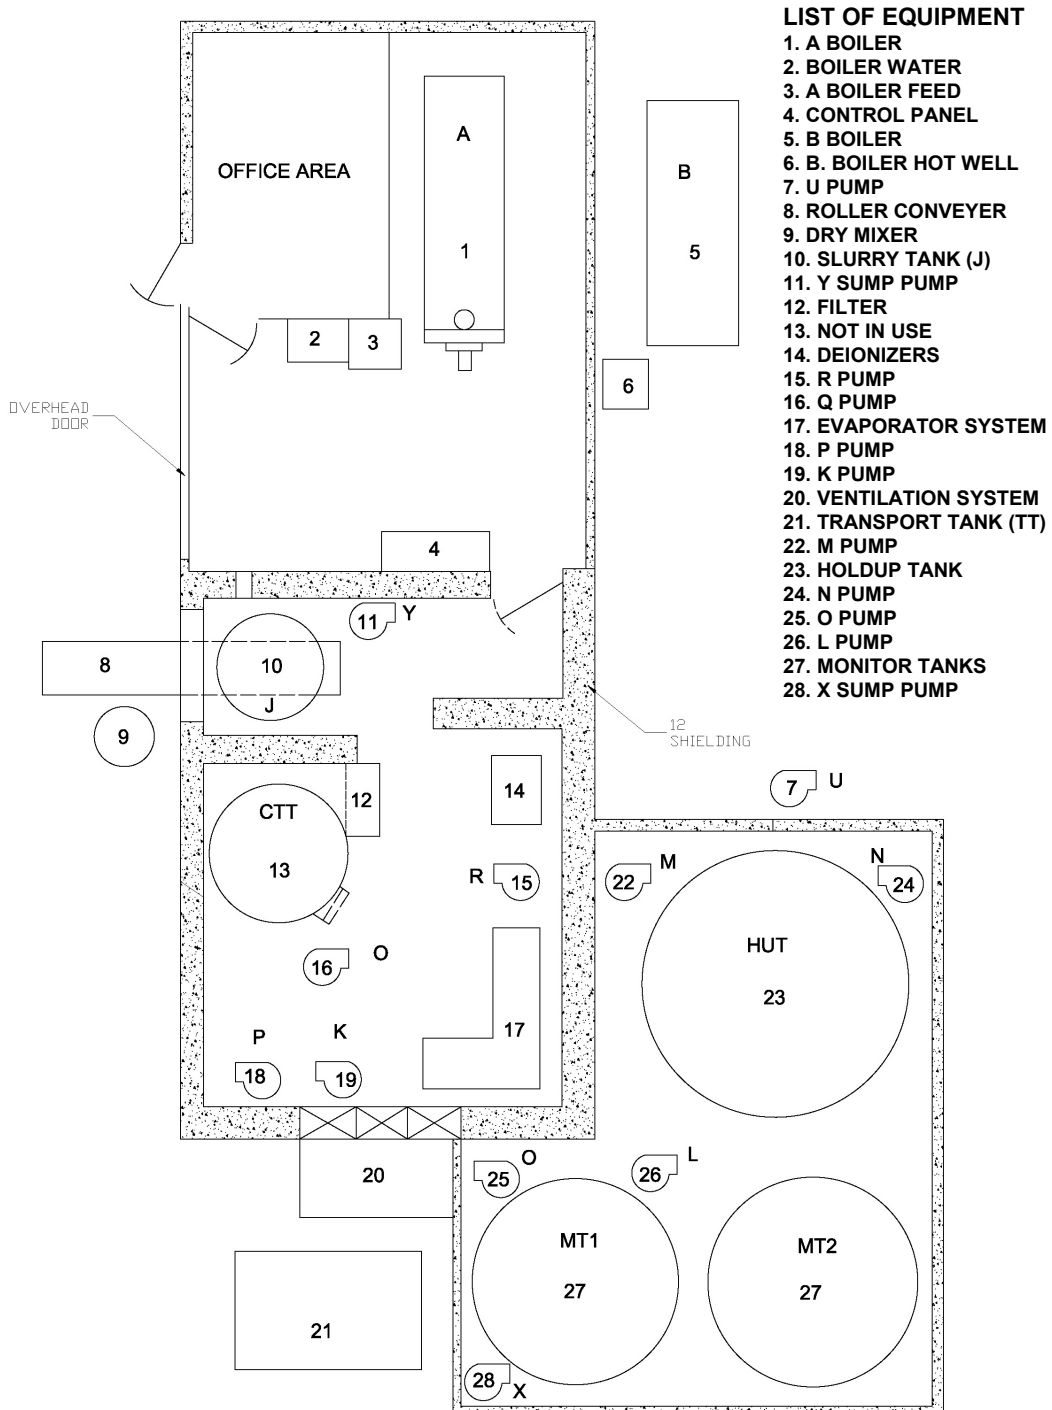 LIST OF EQUIPMENT
1. A BOILER
2. BOILER WATER
3. A BOILER FEED
4. CONTROL PANEL
5. B BOILER
6. B. BOILER HOT WELL
7. U PUMP
8. ROLLER CONVEYER
9. DRY MIXER
10. SLURRY TANK (J)
11. Y SUMP PUMP
12. FILTER
13. NOT IN USE
14. DEIONIZERS
15. R PUMP
16. Q PUMP
17. EVAPORATOR SYSTEM
18. P PUMP
19. K PUMP
20. VENTILATION SYSTEM
21. TRANSPORT TANK (TT)
22. M PUMP
23. HOLDUP TANK
24. N PUMP
25. O PUMP
26. L PUMP
27. MONITOR TANKS
28. X SUMP PUMP
A
OFFICE AREA
B
1
5
2
3
6
OVERHEAD
DOOR
4
11
Y
8
10
J
9
12
SHIELDING
CTT
12
14
7
U
13
R
15
M
22
N
24
HUT
23
16
O
17
P
K
18
19
20
O
25
L
26
MT1
27
MT2
27
21
28
X